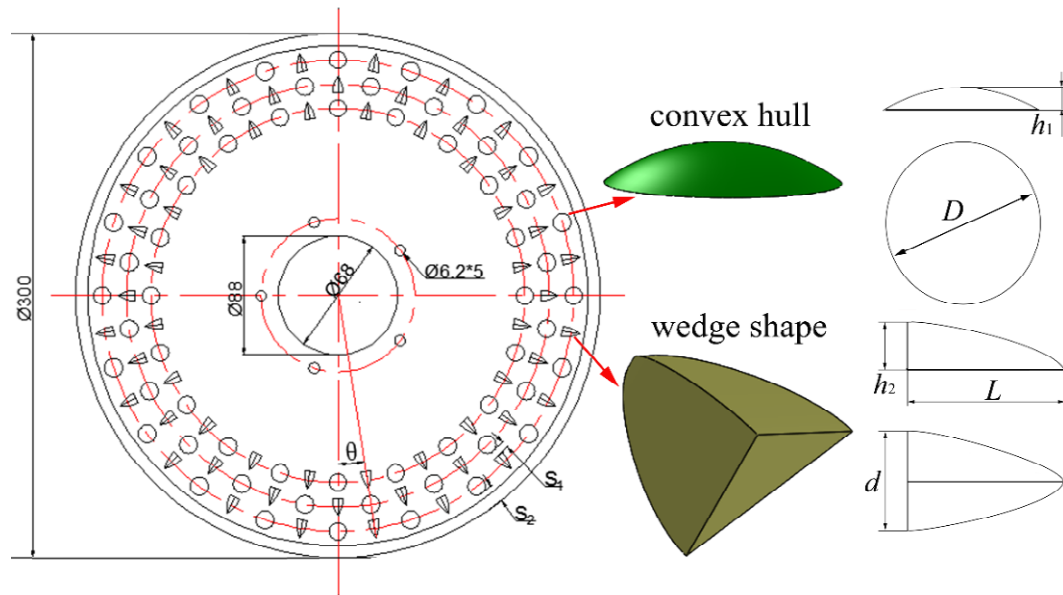 Ø300
Ø88
Ø68
Ø6.2*5
θ
S₁
S₂
convex hull
wedge shape
h₁
D
h₂
L
d